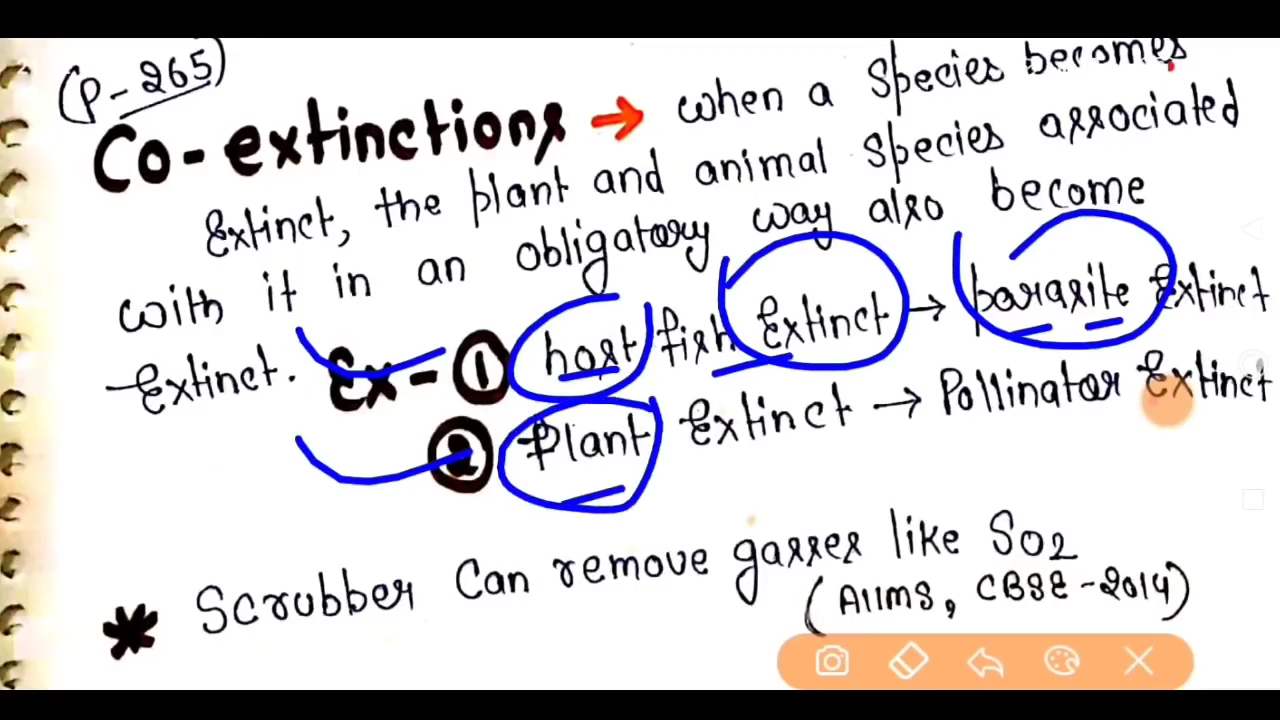 (P-265)
Co-extinctions → when a species becomes
Extinct, the plant and animal species associated
with it in an obligatory way also become
Extinct. Ex- ① host fish Extinct → parasite Extinct
② Plant Extinct → Pollinator Extinct
* Scrubber Can remove gasses like SO2
(AIIMS, CBSE-2014)